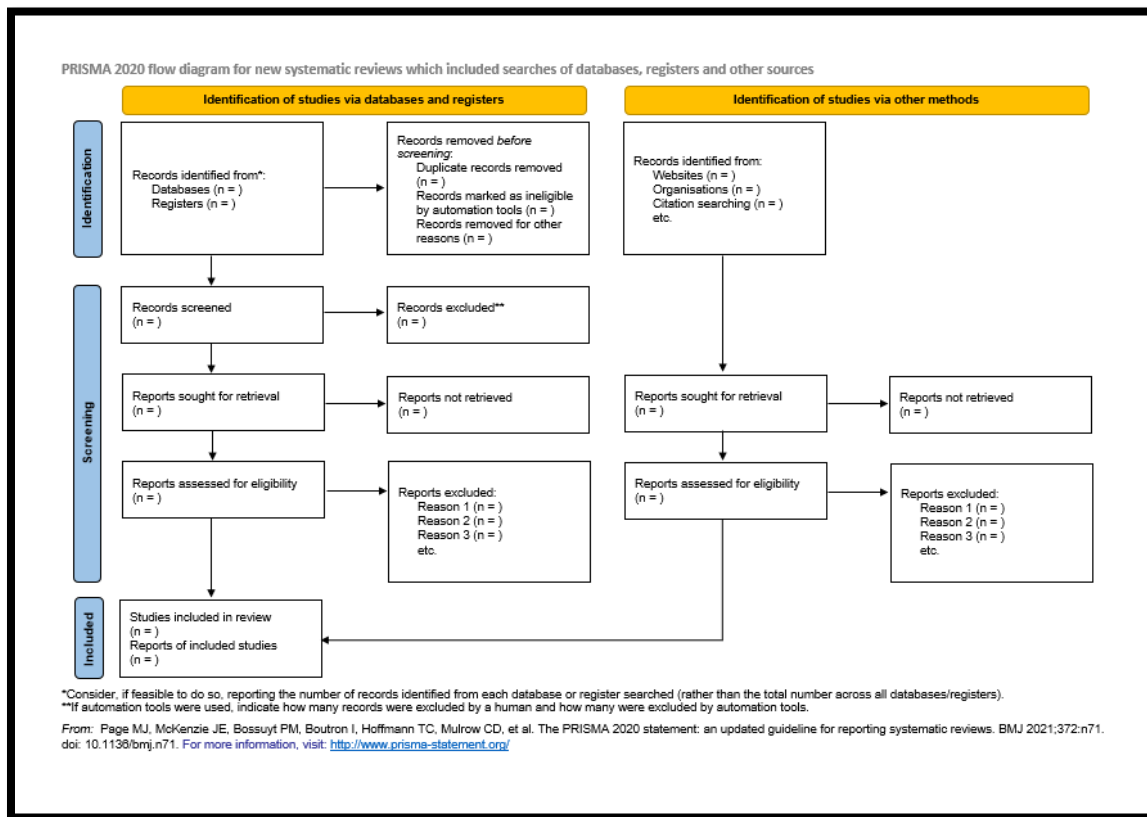 PRISMA 2020 flow diagram for new systematic reviews which included searches of databases, registers and other sources
Identification of studies via databases and registers
Identification of studies via other methods
Identification
Records identified from*:
Databases (n = )
Registers (n = )
Records removed before
screening:
Duplicate records removed
(n = )
Records marked as ineligible
by automation tools (n = )
Records removed for other
reasons (n = )
Records identified from:
Websites (n = )
Organisations (n = )
Citation searching (n = )
etc.
Screening
Records screened
(n = )
Records excluded**
(n = )
Reports sought for retrieval
(n = )
Reports not retrieved
(n = )
Reports sought for retrieval
(n = )
Reports not retrieved
(n = )
Reports assessed for eligibility
(n = )
Reports excluded:
Reason 1 (n = )
Reason 2 (n = )
Reason 3 (n = )
etc.
Reports assessed for eligibility
(n = )
Reports excluded:
Reason 1 (n = )
Reason 2 (n = )
Reason 3 (n = )
etc.
Included
Studies included in review
(n = )
Reports of included studies
(n = )
*Consider, if feasible to do so, reporting the number of records identified from each database or register searched (rather than the total number across all databases/registers).
**If automation tools were used, indicate how many records were excluded by a human and how many were excluded by automation tools.
From: Page MJ, McKenzie JE, Bossuyt PM, Boutron I, Hoffmann TC, Mulrow CD, et al. The PRISMA 2020 statement: an updated guideline for reporting systematic reviews. BMJ 2021;372:n71.
doi: 10.1136/bmj.n71. For more information, visit: http://www.prisma-statement.org/